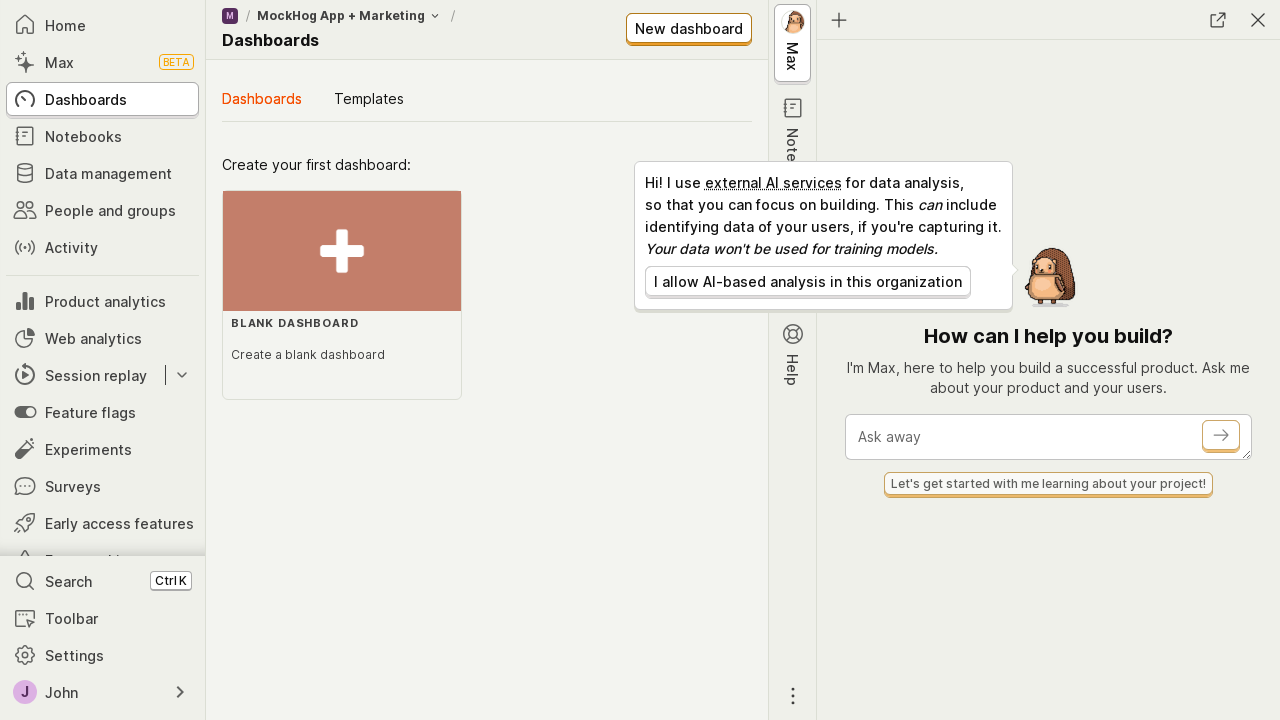 Home
Max
BETA
Dashboards
Notebooks
Data management
People and groups
Activity
Product analytics
Web analytics
Session replay
Feature flags
Experiments
Surveys
Early access features
Search
Ctrl K
Toolbar
Settings
J
John
M / MockHog App + Marketing /
Dashboards
New dashboard
Dashboards
Templates
Create your first dashboard:
BLANK DASHBOARD
Create a blank dashboard
Max
Note
Help
Hi! I use external AI services for data analysis,
so that you can focus on building. This can include
identifying data of your users, if you're capturing it.
Your data won't be used for training models.
I allow AI-based analysis in this organization
How can I help you build?
I'm Max, here to help you build a successful product. Ask me
about your product and your users.
Ask away
Let's get started with me learning about your project!